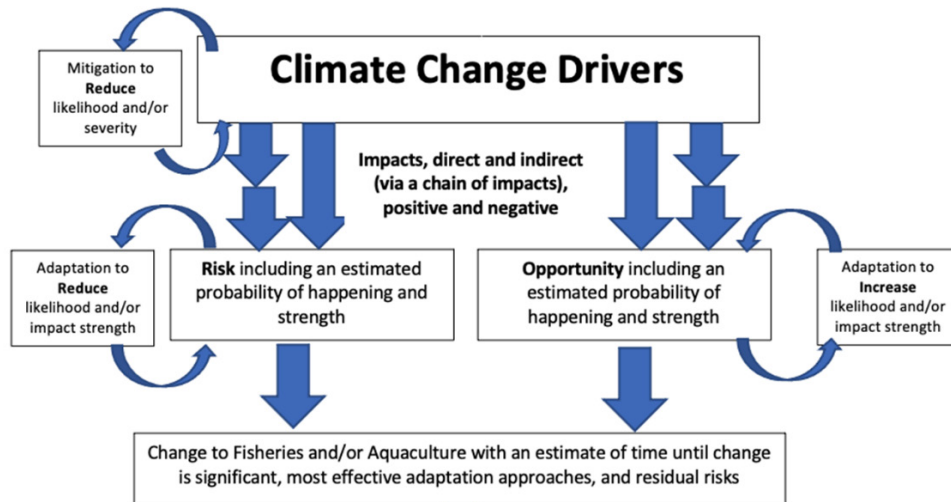 Climate Change Drivers
Mitigation to
Reduce
likelihood and/or
severity
Impacts, direct and indirect
(via a chain of impacts),
positive and negative
Adaptation to
Reduce
likelihood and/or
impact strength
Risk including an estimated
probability of happening and
strength
Opportunity including an
estimated probability of
happening and strength
Adaptation to
Increase
likelihood and/or
impact strength
Change to Fisheries and/or Aquaculture with an estimate of time until change
is significant, most effective adaptation approaches, and residual risks